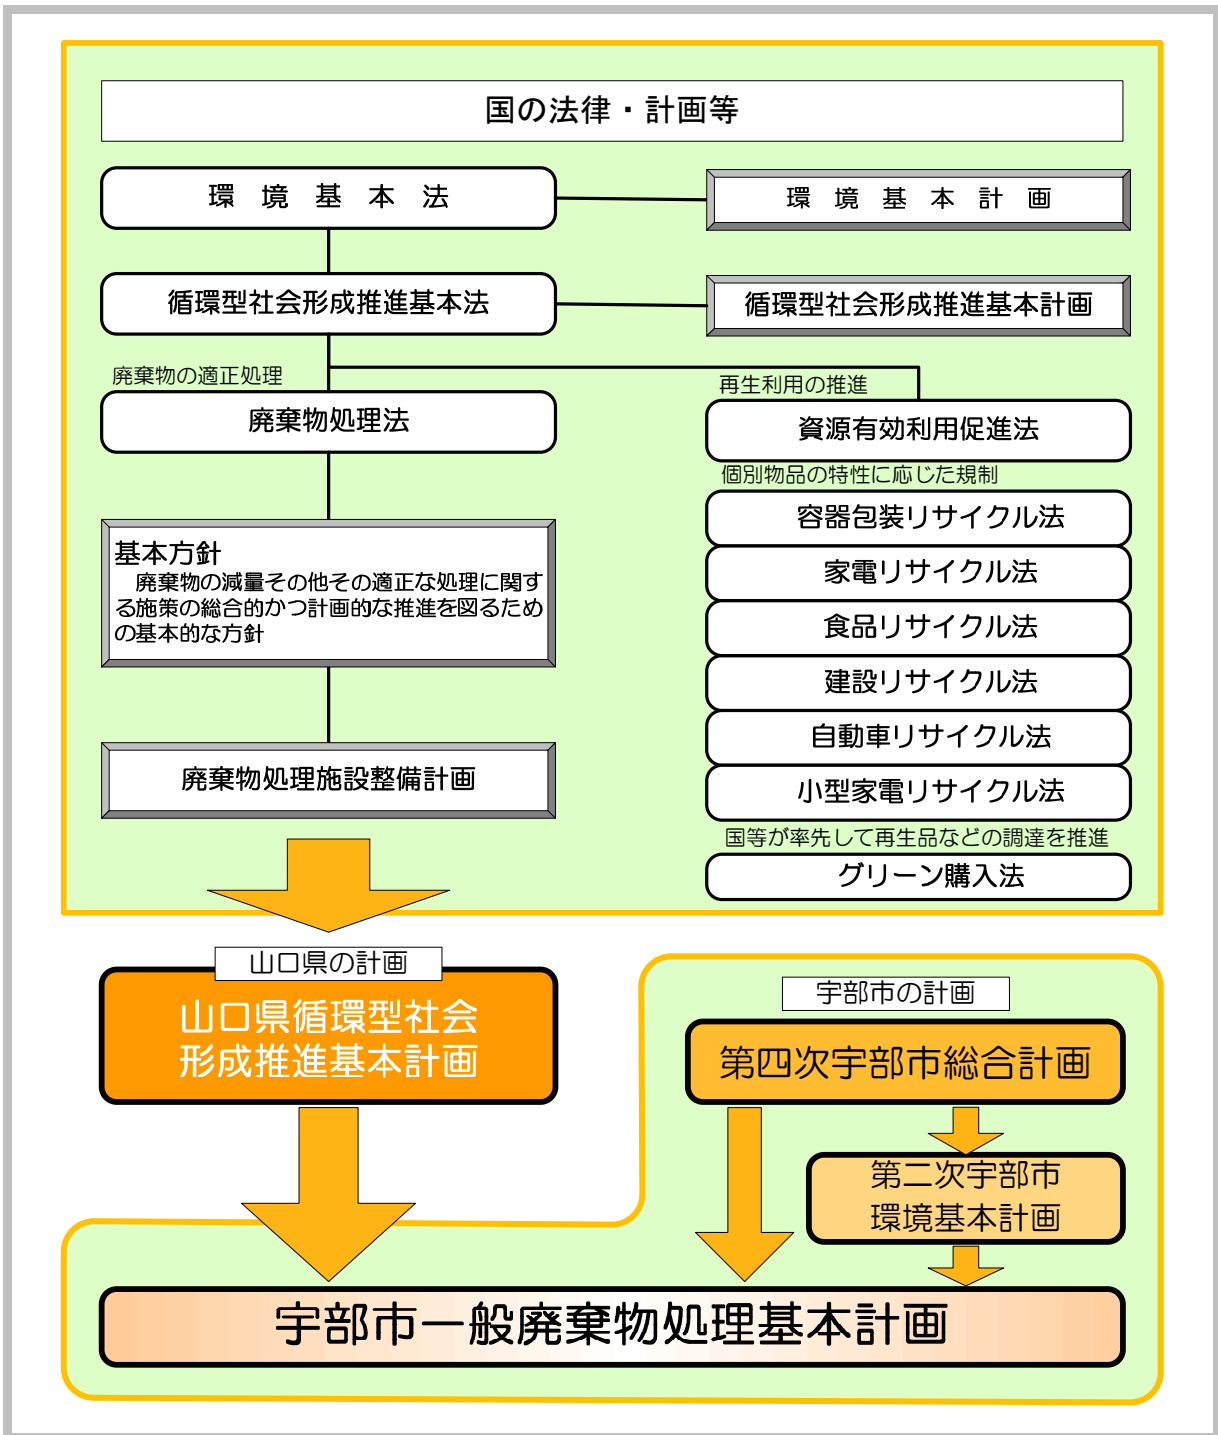 国の法律・計画等
環境基本法
環境基本計画
循環型社会形成推進基本法
循環型社会形成推進基本計画
廃棄物の適正処理
廃棄物処理法
再生利用の推進
資源有効利用促進法
個別物品の特性に応じた規制
容器包装リサイクル法
家電リサイクル法
食品リサイクル法
建設リサイクル法
自動車リサイクル法
小型家電リサイクル法
国等が率先して再生品などの調達を推進
グリーン購入法
基本方針
廃棄物の減量その他その適正な処理に関す
る施策の総合的かつ計画的な推進を図るため
の基本的な方針
廃棄物処理施設整備計画
山口県の計画
山口県循環型社会
形成推進基本計画
宇部市の計画
第四次宇部市総合計画
第二次宇部市
環境基本計画
宇部市一般廃棄物処理基本計画